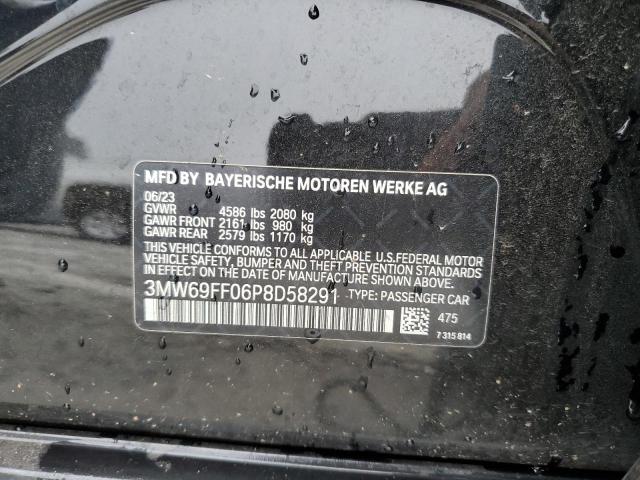 MFD BY BAYERISCHE MOTOREN WERKE AG
06/23
GVWR 4586 lbs 2080 kg
GAWR FRONT 2161 lbs 980 kg
GAWR REAR 2579 lbs 1170 kg
THIS VEHICLE CONFORMS TO ALL APPLICABLE U.S.FEDERAL MOTOR
VEHICLE SAFETY, BUMPER AND THEFT PREVENTION STANDARDS
IN EFFECT ON THE DATE OF MANUFACTURE SHOWN ABOVE.
3MW69FF06P8D58291 TYPE: PASSENGER CAR
475
7 315 814